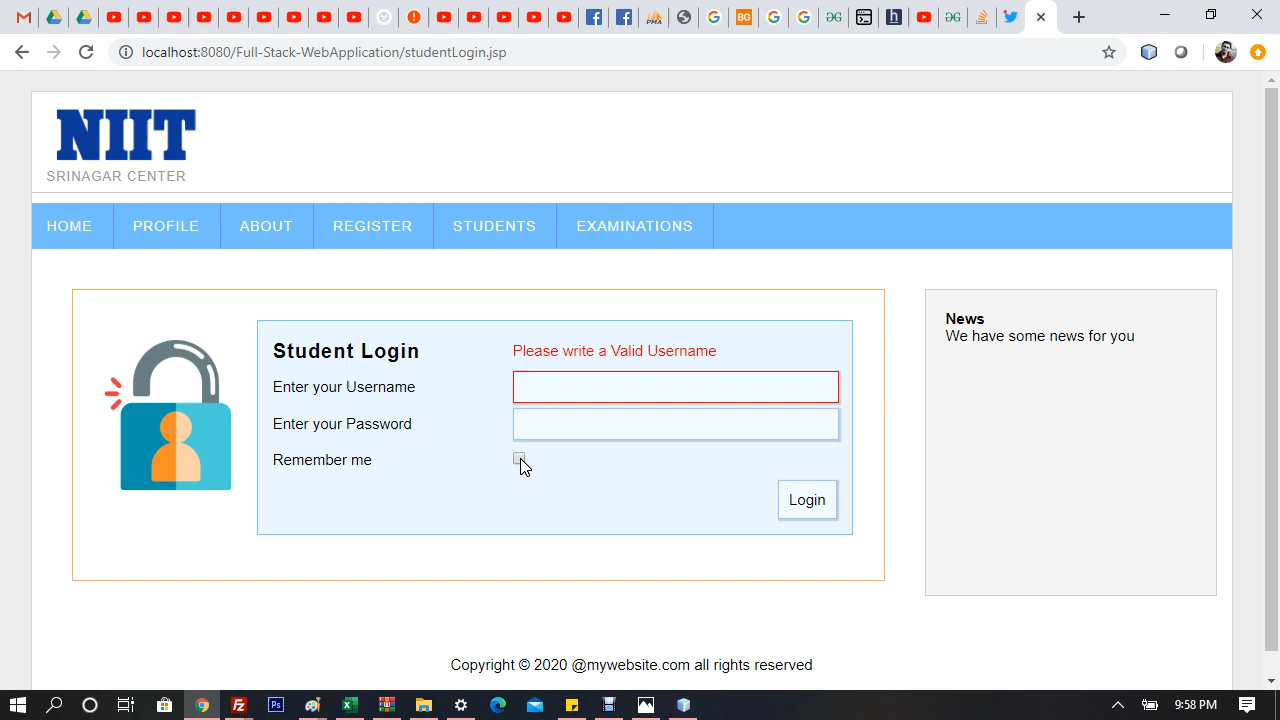 localhost:8080/Full-Stack-WebApplication/studentLogin.jsp
NIIT
SRINAGAR CENTER
HOME PROFILE ABOUT REGISTER STUDENTS EXAMINATIONS
Student Login Please write a Valid Username
Enter your Username
Enter your Password
Remember me
Login
News
We have some news for you
Copyright © 2020 @mywebsite.com all rights reserved
9:58 PM